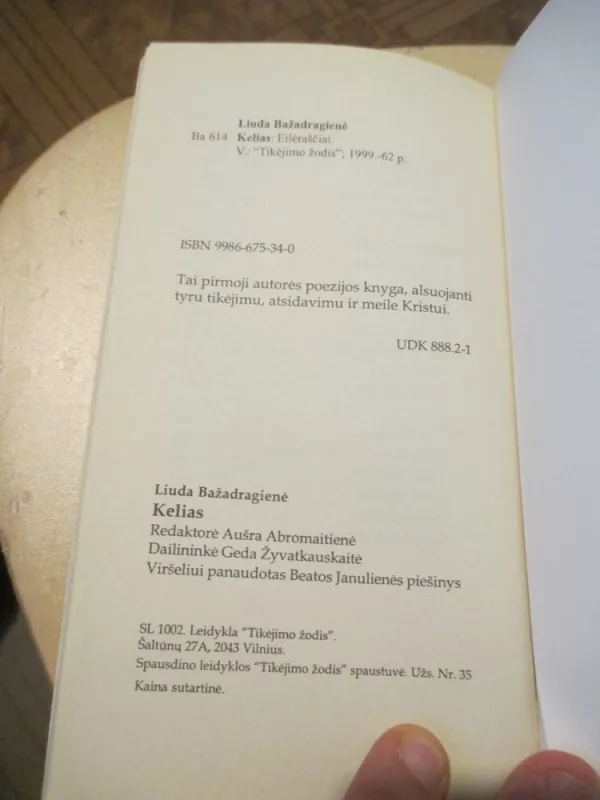 Liuda Bažadragienė
Ba 614 Kelias: Eilėraščiai.
V.: "Tikėjimo žodis"; 1999.-62 p.
ISBN 9986-675-34-0
Tai pirmoji autorės poezijos knyga, alsuojanti
tyru tikėjimu, atsidavimu ir meile Kristui.
UDK 888.2-1
Liuda Bažadragienė
Kelias
Redaktorė Aušra Abromaitienė
Dailininkė Geda Žyvatkauskaitė
Viršeliui panaudotas Beatos Janulienės piešinys
SL 1002. Leidykla "Tikėjimo žodis".
Šaltūnų 27A, 2043 Vilnius.
Spausdino leidyklos "Tikėjimo žodis" spaustuvė. Užs. Nr. 35
Kaina sutartinė.